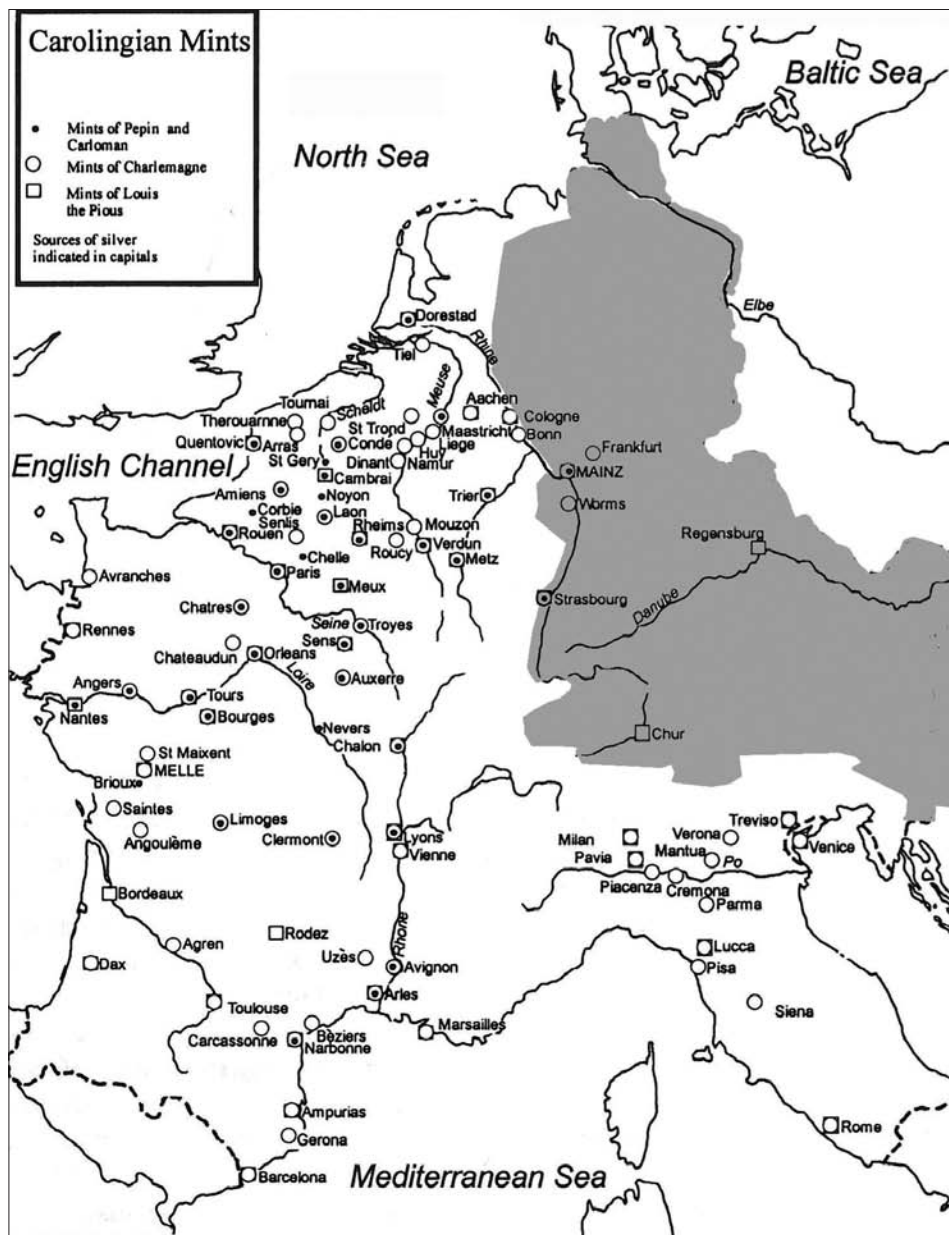 Carolingian Mints
Mints of Pepin and
Carloman
Mints of Charlemagne
Mints of Louis
the Pious
Sources of silver
indicated in capitals
Baltic Sea
North Sea
Elbe
Dorestad
Rhine
Tiel
Meuse
Aachen
Tournai
Scheldt
Therouarnne
St Trond
Cologne
Maastricht
Bonn
Quentovic
Arras
Conde
Liege
Huy
Frankfurt
English Channel
St Gery
Dinant
Namur
MAINZ
Cambrai
Amiens
Noyon
Trier
Worms
Corbie
Laon
Senlis
Rheims
Mouzon
Rouen
Roucy
Verdun
Regensburg
Chelle
Metz
Paris
Avranches
Meux
Strasbourg
Danube
Chatres
Seine
Troyes
Rennes
Chateaudun
Sens
Orleans
Loire
Auxerre
Angers
Tours
Nantes
Bourges
Nevers
Chur
Chalon
St Maixent
MELLE
Brioux
Saintes
Limoges
Treviso
Angoulème
Clermont
Lyons
Milan
Verona
Vienne
Mantua
Venice
Pavia
Po
Piacenza
Cremona
Bordeaux
Parma
Rodez
Agren
Uzès
Rhone
Lucca
Dax
Avignon
Pisa
Arles
Toulouse
Siena
Carcassonne
Bèziers
Marsailles
Narbonne
Ampurias
Gerona
Rome
Barcelona
Mediterranean Sea